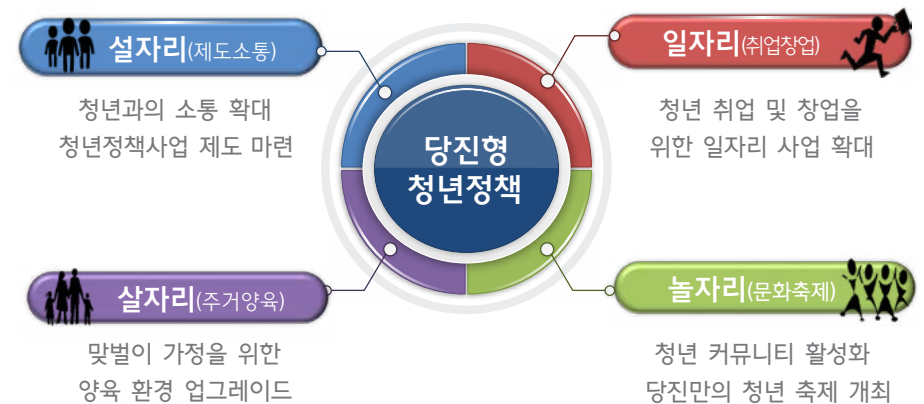 설자리(제도소통)
청년과의 소통 확대
청년정책사업 제도 마련
일자리(취업창업)
청년 취업 및 창업을
위한 일자리 사업 확대
당진형
청년정책
살자리(주거양육)
맞벌이 가정을 위한
양육 환경 업그레이드
놀자리(문화축제)
청년 커뮤니티 활성화
당진만의 청년 축제 개최